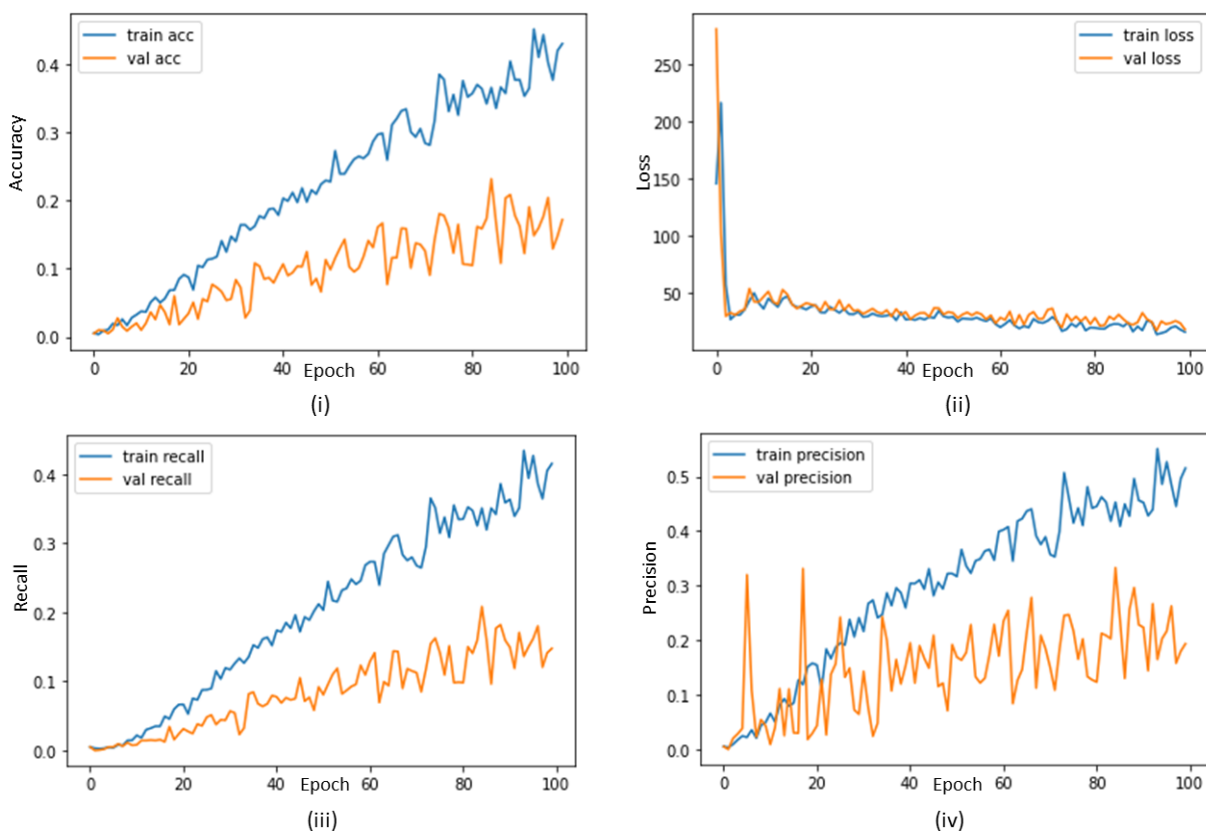 train acc
val acc
0.4
0.3
0.2
0.1
0.0
Accuracy
0 20 40 60 80 100
Epoch
(i)
train loss
val loss
250
200
150
100
50
Loss
0 20 40 60 80 100
Epoch
(ii)
train recall
val recall
0.4
0.3
0.2
0.1
0.0
Recall
0 20 40 60 80 100
Epoch
(iii)
train precision
val precision
0.5
0.4
0.3
0.2
0.1
0.0
Precision
0 20 40 60 80 100
Epoch
(iv)